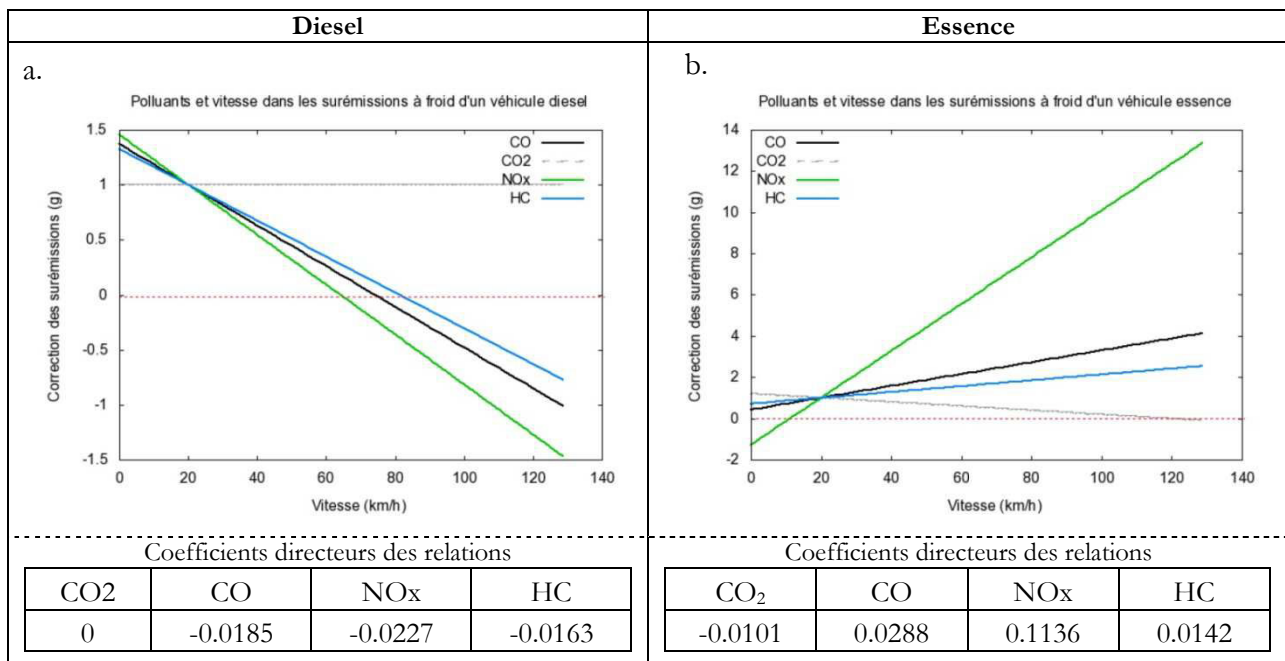 Diesel
Essence
a.
Polluants et vitesse dans les surémissions à froid d'un véhicule diesel
1.5
1
0.5
0
-0.5
-1
-1.5
Correction des surémissions (g)
CO
CO2
NOx
HC
0 20 40 60 80 100 120 140
Vitesse (km/h)
b.
Polluants et vitesse dans les surémissions à froid d'un véhicule essence
14
12
10
8
6
4
2
0
-2
Correction des surémissions (g)
CO
CO2
NOx
HC
0 20 40 60 80 100 120 140
Vitesse (km/h)
Coefficients directeurs des relations
CO2 CO NOx HC
0 -0.0185 -0.0227 -0.0163
Coefficients directeurs des relations
CO₂ CO NOx HC
-0.0101 0.0288 0.1136 0.0142